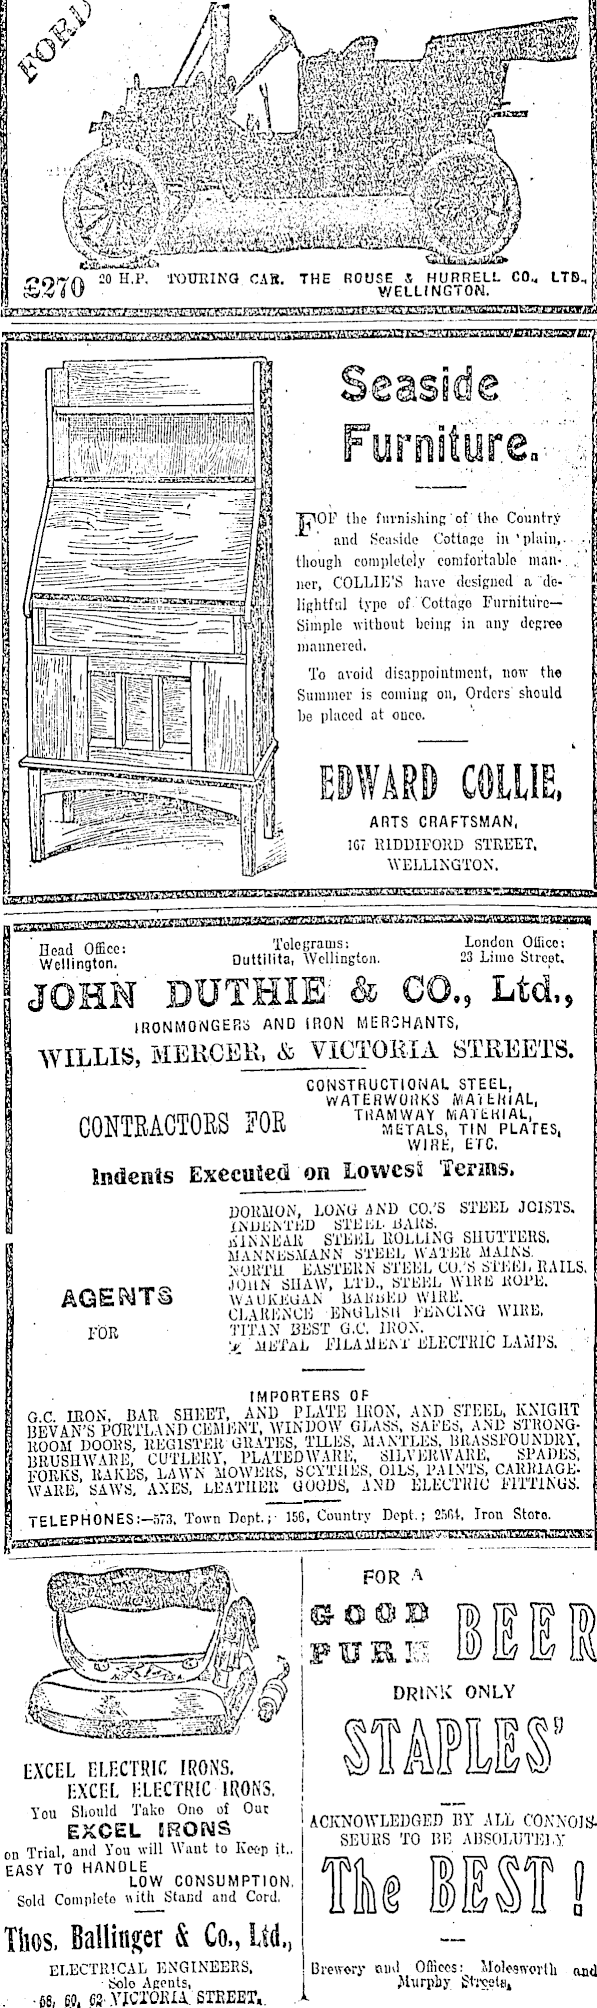 FORD
£270 20 H.P. TOURING CAR. THE ROUSE & HURRELL CO., LTD.,
WELLINGTON.
Seaside
Furniture.
FOR the furnishing of the Country
and Seaside Cottage in plain,
though completely comfortable man-
ner, COLLIE'S have designed a de-
lightful type of Cottage Furniture—
Simple without being in any degree
mannered.
To avoid disappointment, now the
Summer is coming on, Orders should
be placed at once.
EDWARD COLLIE,
ARTS CRAFTSMAN,
167 RIDDIFORD STREET,
WELLINGTON.
Head Office:
Wellington.
Telegrams:
Duttilita, Wellington.
London Office:
23 Lime Street.
JOHN DUTHIE & CO., Ltd.,
IRONMONGERS AND IRON MERCHANTS,
WILLIS, MERCER, & VICTORIA STREETS.
CONTRACTORS FOR
CONSTRUCTIONAL STEEL,
WATERWORKS MATERIAL,
TRAMWAY MATERIAL,
METALS, TIN PLATES,
WIRE, ETC.
Indents Executed on Lowest Terms.
AGENTS
FOR
DORMON, LONG AND CO.'S STEEL JOISTS.
INDENTED STEEL BARS.
KINNEAR STEEL ROLLING SHUTTERS.
MANNESMANN STEEL WATER MAINS.
NORTH EASTERN STEEL CO.'S STEEL RAILS.
JOHN SHAW, LTD., STEEL WIRE ROPE.
WAUKEGAN BARBED WIRE.
CLARENCE ENGLISH FENCING WIRE.
TITAN BEST G.C. IRON.
Z METAL FILAMENT ELECTRIC LAMPS.
IMPORTERS OF
G.C. IRON, BAR SHEET, AND PLATE IRON, AND STEEL, KNIGHT
BEVAN'S PORTLAND CEMENT, WINDOW GLASS, SAFES, AND STRONG-
ROOM DOORS, REGISTER GRATES, TILES, MANTLES, BRASSFOUNDRY,
BRUSHWARE, CUTLERY, PLATEDWARE, SILVERWARE, SPADES,
FORKS, RAKES, LAWN MOWERS, SCYTHES, OILS, PAINTS, CARRIAGE-
WARE, SAWS, AXES, LEATHER GOODS, AND ELECTRIC FITTINGS.
TELEPHONES:—573, Town Dept.; 156, Country Dept.; 2564, Iron Store.
EXCEL ELECTRIC IRONS.
EXCEL ELECTRIC IRONS.
You Should Take One of Our
EXCEL IRONS
on Trial, and You will Want to Keep it.
EASY TO HANDLE
LOW CONSUMPTION.
Sold Complete with Stand and Cord.
Thos. Ballinger & Co., Ltd.,
ELECTRICAL ENGINEERS,
Sole Agents,
58, 60, 62 VICTORIA STREET.
FOR A
GOOD
PURE BEER
DRINK ONLY
STAPLES'
ACKNOWLEDGED BY ALL CONNOIS-
SEURS TO BE ABSOLUTELY
The BEST!
Brewery and Offices: Molesworth and
Murphy Streets,